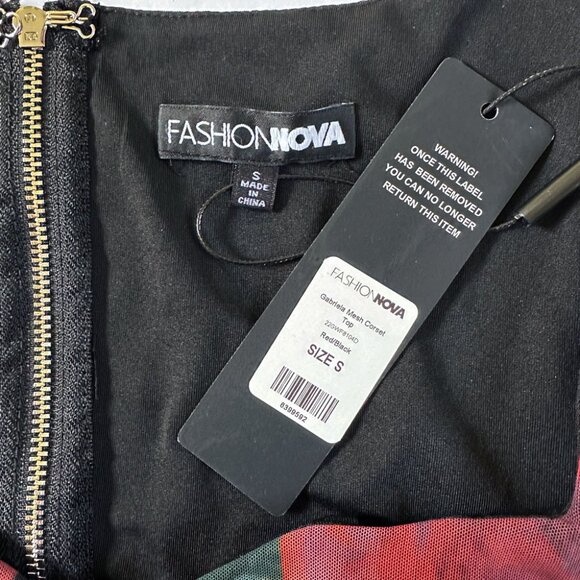 FASHIONNOVA
S
MADE
IN
CHINA
WARNING!
ONCE THIS LABEL
HAS BEEN REMOVED
YOU CAN NO LONGER
RETURN THIS ITEM
FASHIONNOVA
Gabriela Mesh Corset
Top
Red/Black
SIZE S
8399592